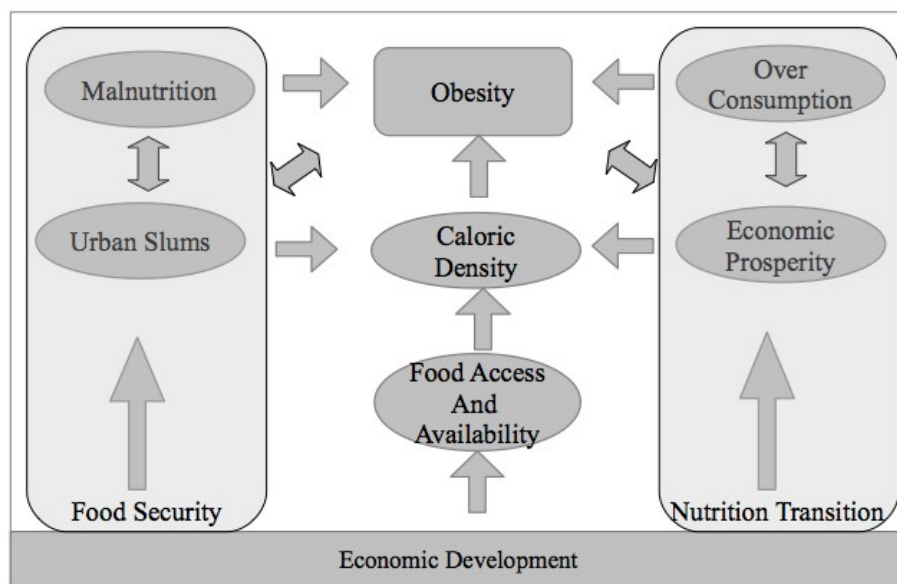 Malnutrition
Obesity
Over
Consumption
Urban Slums
Caloric
Density
Economic
Prosperity
Food Access
And
Availability
Food Security
Nutrition Transition
Economic Development